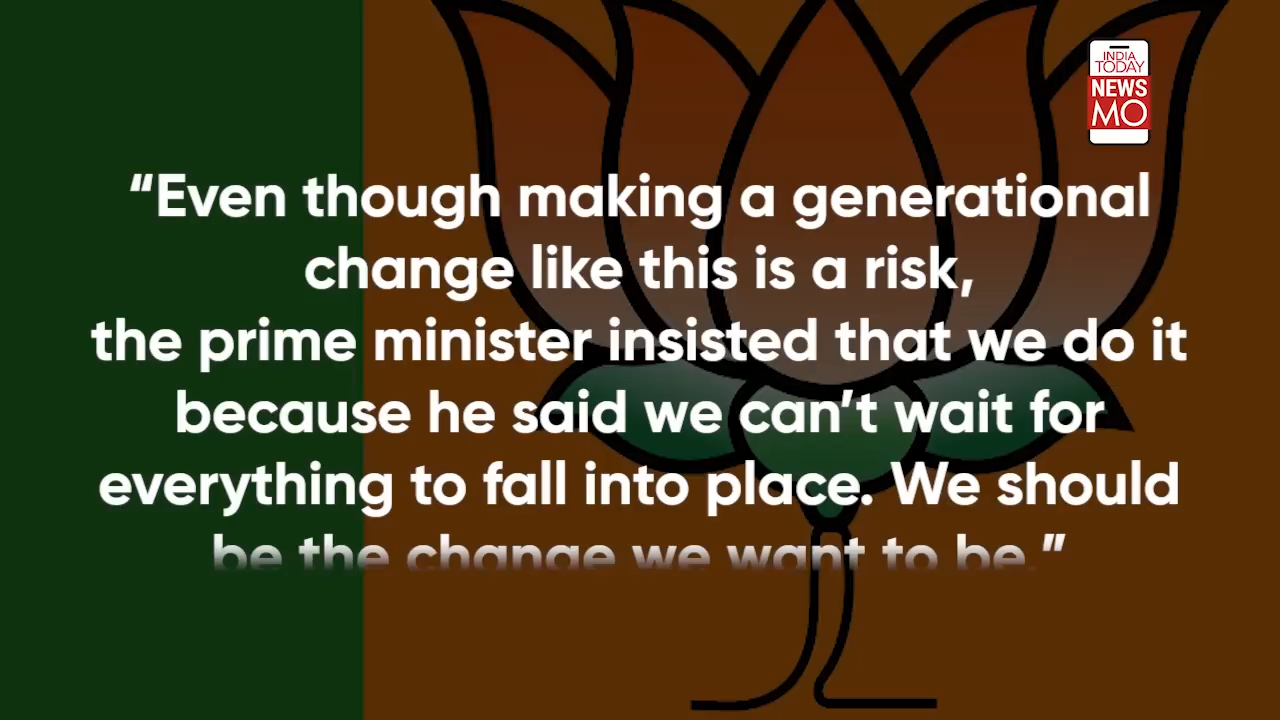 INDIA
TODAY
NEWS
MO
“Even though making a generational
change like this is a risk,
the prime minister insisted that we do it
because he said we can’t wait for
everything to fall into place. We should
be the change we want to be.”